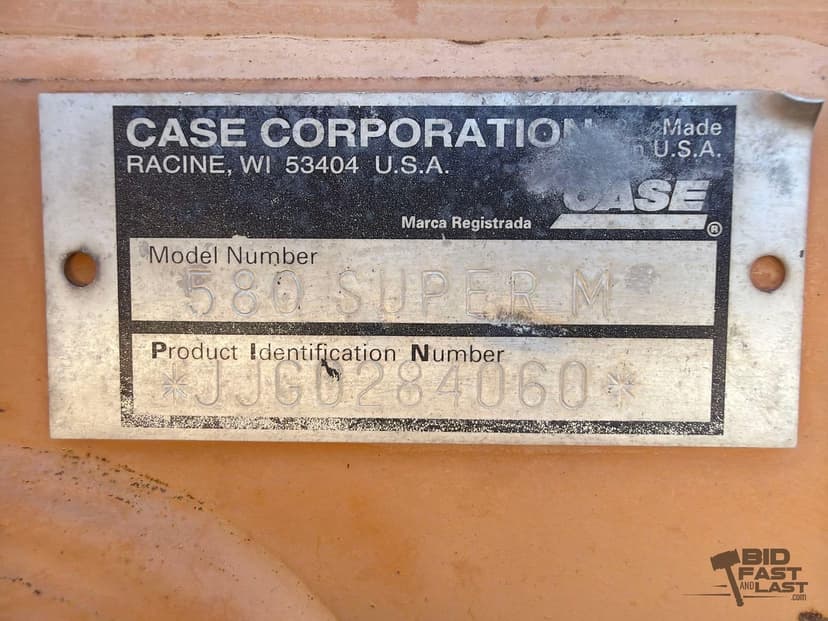 CASE CORPORATION
RACINE, WI 53404 U.S.A.
Made
U.S.A.
CASE
Marca Registrada
®
Model Number
580 SUPER M
Product Identification Number
*JJG0284060*
BID
FAST
AND
LAST
.com